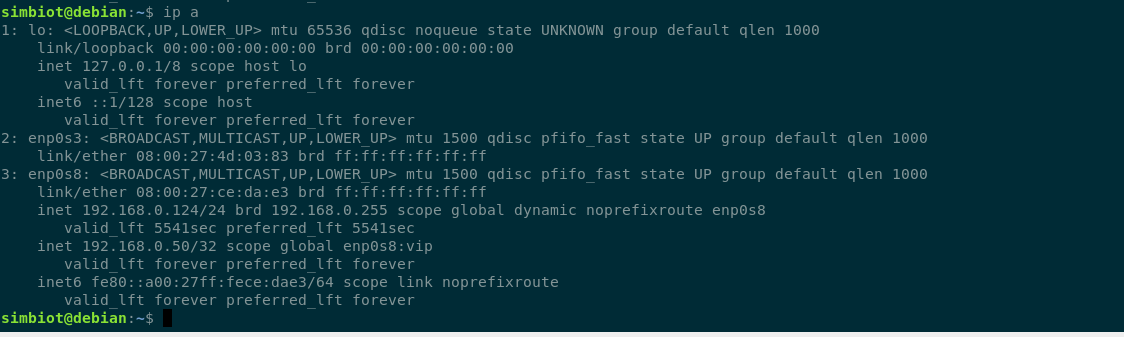 simbiot@debian:~$ ip a
1: lo: <LOOPBACK,UP,LOWER_UP> mtu 65536 qdisc noqueue state UNKNOWN group default qlen 1000
    link/loopback 00:00:00:00:00:00 brd 00:00:00:00:00:00
    inet 127.0.0.1/8 scope host lo
       valid_lft forever preferred_lft forever
    inet6 ::1/128 scope host
       valid_lft forever preferred_lft forever
2: enp0s3: <BROADCAST,MULTICAST,UP,LOWER_UP> mtu 1500 qdisc pfifo_fast state UP group default qlen 1000
    link/ether 08:00:27:4d:03:83 brd ff:ff:ff:ff:ff:ff
3: enp0s8: <BROADCAST,MULTICAST,UP,LOWER_UP> mtu 1500 qdisc pfifo_fast state UP group default qlen 1000
    link/ether 08:00:27:ce:da:e3 brd ff:ff:ff:ff:ff:ff
    inet 192.168.0.124/24 brd 192.168.0.255 scope global dynamic noprefixroute enp0s8
       valid_lft 5541sec preferred_lft 5541sec
    inet 192.168.0.50/32 scope global enp0s8:vip
       valid_lft forever preferred_lft forever
    inet6 fe80::a00:27ff:fece:dae3/64 scope link noprefixroute
       valid_lft forever preferred_lft forever
simbiot@debian:~$